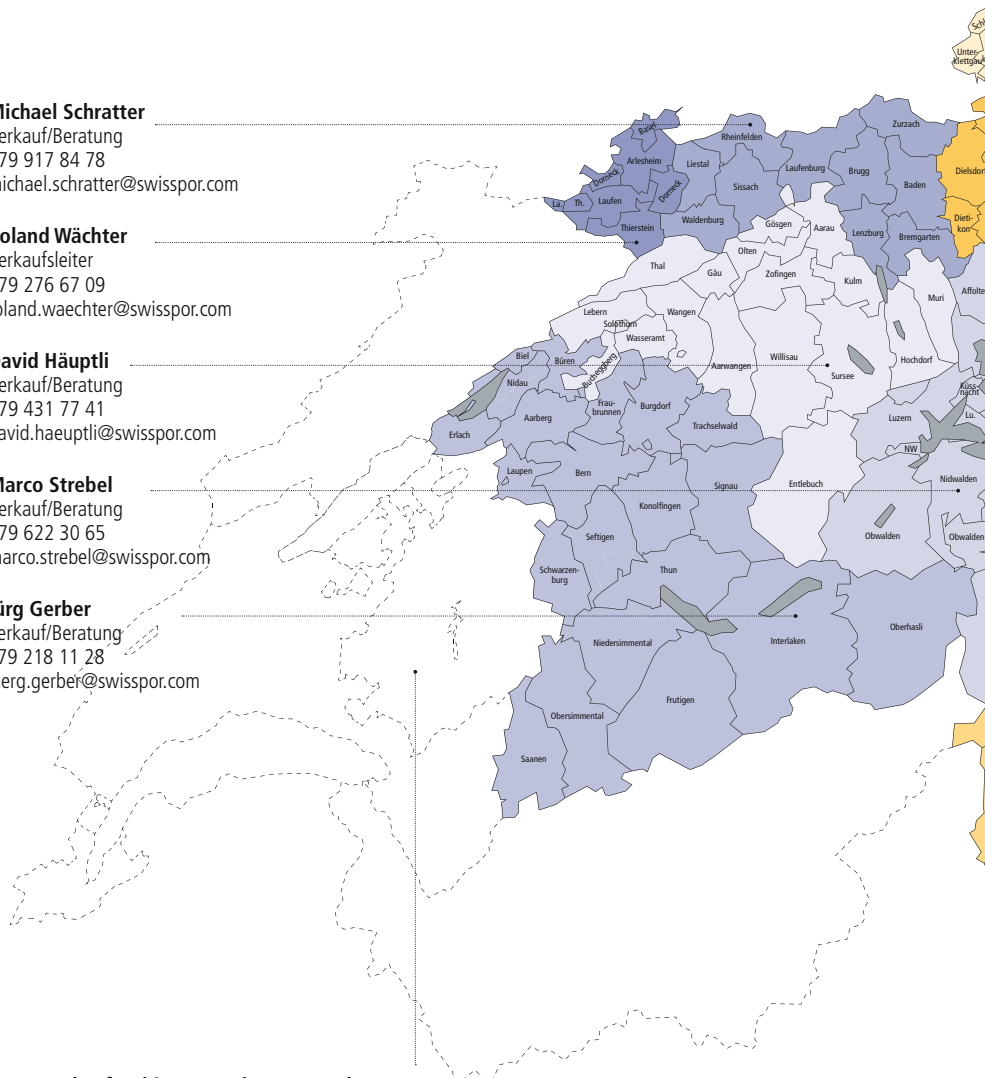 Michael Schratter
erkauf/Beratung
79 917 84 78
ichael.schratter@swisspor.com
oland Wächter
erkaufsleiter
79 276 67 09
oland.waechter@swisspor.com
avid Häuptli
erkauf/Beratung
79 431 77 41
avid.haeuptli@swisspor.com
Marco Strebel
erkauf/Beratung
79 622 30 65
arco.strebel@swisspor.com
ürg Gerber
erkauf/Beratung
79 218 11 28
erg.gerber@swisspor.com
Unter-
klettgau
Basel
Rheinfelden
Zurzach
Arlesheim
Liestal
Laufenburg
Brugg
Dielsdorf
Dorneck
Dorneck
Sissach
Baden
La.
Th.
Laufen
Waldenburg
Thierstein
Gösgen
Aarau
Lenzburg
Bremgarten
Dieti-
kon
Olten
Thal
Gäu
Zofingen
Kulm
Muri
Affolte
Lebern
Solothurn
Wangen
Wasseramt
Biel
Büren
Bucheggberg
Aarwangen
Willisau
Sursee
Hochdorf
Nidau
Küss-
nacht
Aarberg
Frau-
brunnen
Burgdorf
Trachselwald
Luzern
Lu.
Erlach
NW
Laupen
Bern
Signau
Entlebuch
Nidwalden
Konolfingen
Seftigen
Obwalden
Obwalden
Schwarzen-
burg
Thun
Niedersimmental
Interlaken
Oberhasli
Frutigen
Obersimmental
Saanen